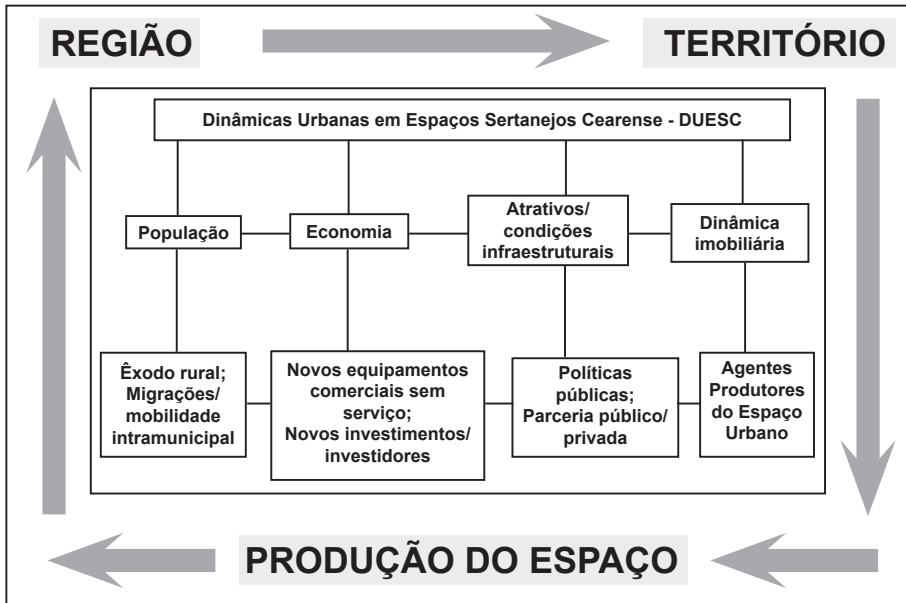 REGIÃO
TERRITÓRIO
Dinâmicas Urbanas em Espaços Sertanejos Cearense - DUESC
População
Economia
Atrativos/
condições
infraestruturais
Dinâmica
imobiliária
Êxodo rural;
Migrações/
mobilidade
intramunicipal
Novos equipamentos
comerciais sem
serviço;
Novos investimentos/
investidores
Políticas
públicas;
Parceria público/
privada
Agentes
Produtores
do Espaço
Urbano
PRODUÇÃO DO ESPAÇO